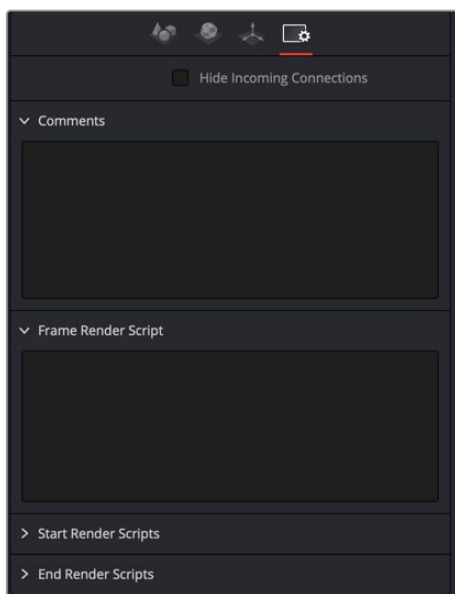 Hide Incoming Connections
Comments
Frame Render Script
Start Render Scripts
End Render Scripts